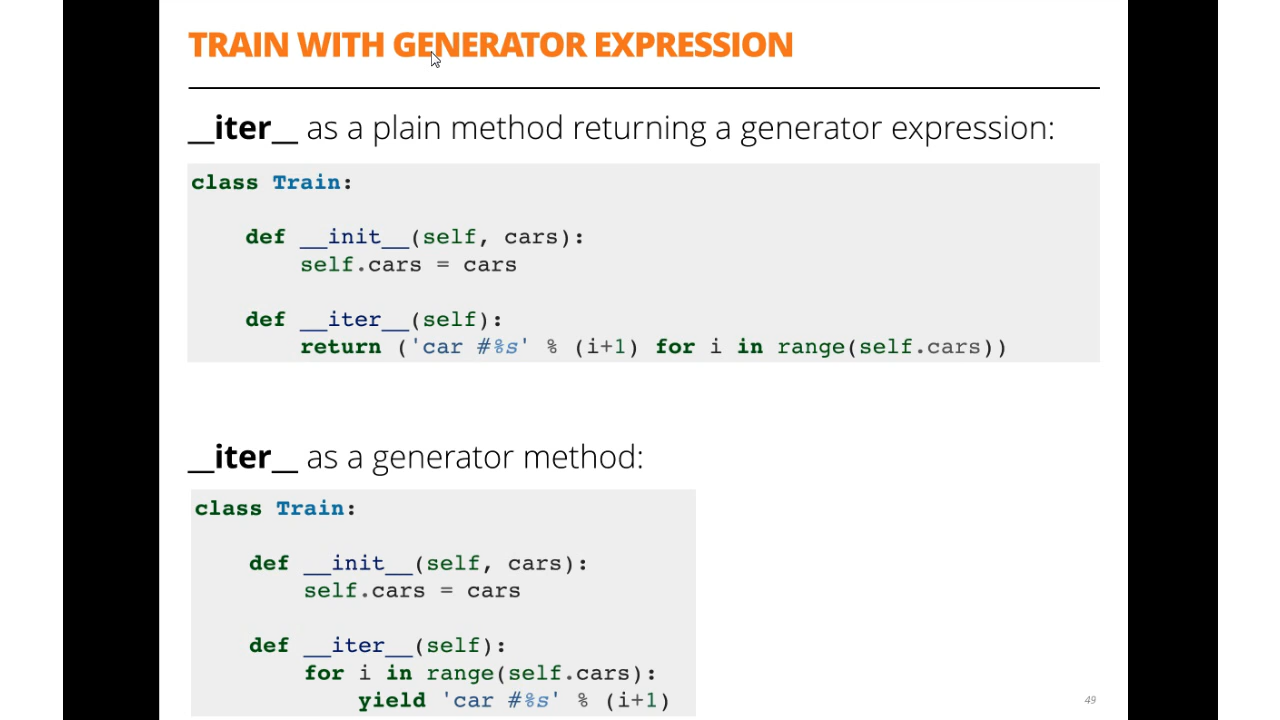 TRAIN WITH GENERATOR EXPRESSION
__iter__ as a plain method returning a generator expression:
class Train:
    def __init__(self, cars):
        self.cars = cars
    def __iter__(self):
        return ('car #%s' % (i+1) for i in range(self.cars))
__iter__ as a generator method:
class Train:
    def __init__(self, cars):
        self.cars = cars
    def __iter__(self):
        for i in range(self.cars):
            yield 'car #%s' % (i+1)
49